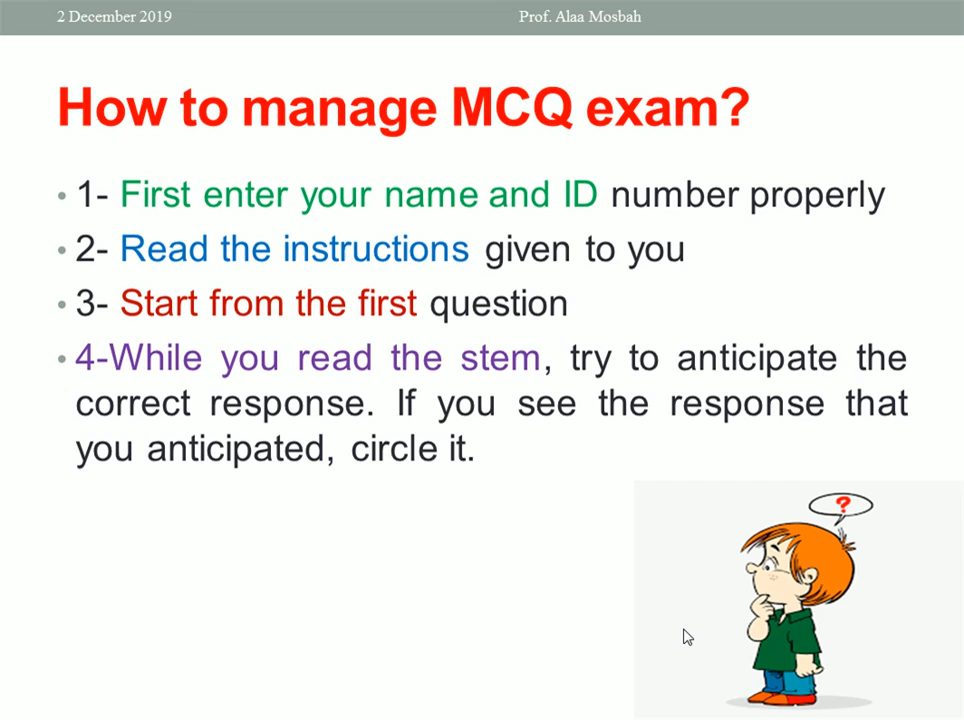 2 December 2019
Prof. Alaa Mosbah
How to manage MCQ exam?
• 1- First enter your name and ID number properly
• 2- Read the instructions given to you
• 3- Start from the first question
• 4-While you read the stem, try to anticipate the
correct response. If you see the response that
you anticipated, circle it.
?